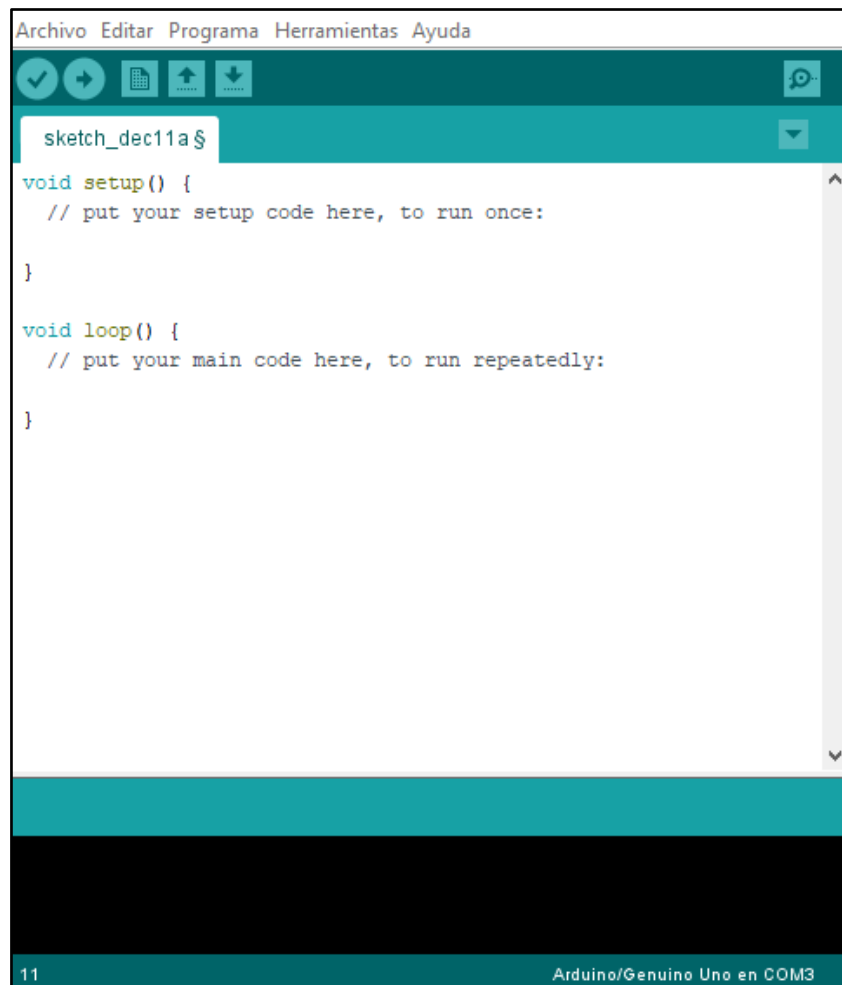 Archivo Editar Programa Herramientas Ayuda
sketch_dec11a §
void setup() {
  // put your setup code here, to run once:
}
void loop() {
  // put your main code here, to run repeatedly:
}
11 Arduino/Genuino Uno en COM3